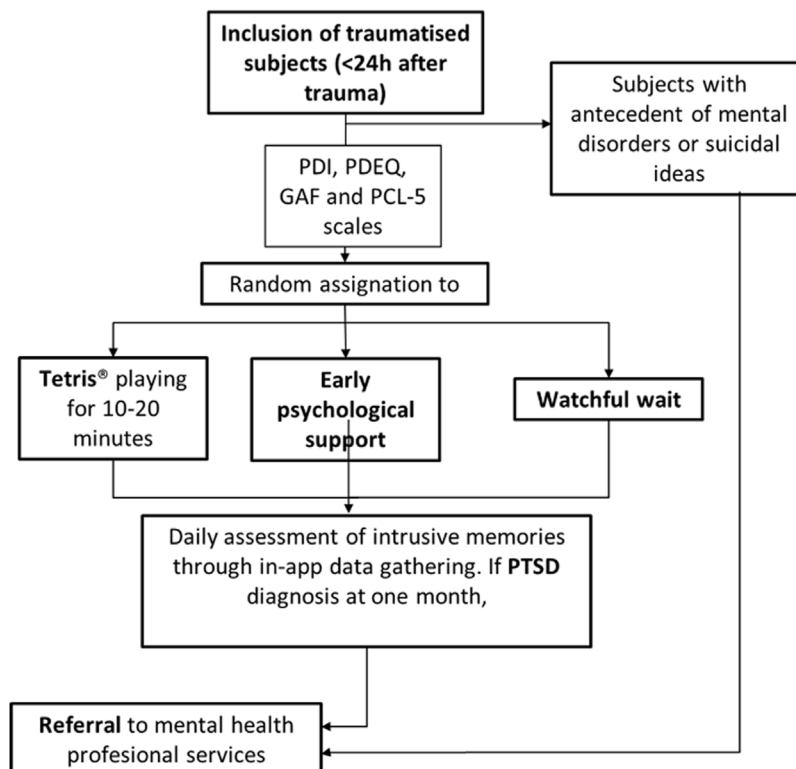 Inclusion of traumatised
subjects (<24h after
trauma)
Subjects with
antecedent of mental
disorders or suicidal
ideas
PDI, PDEQ,
GAF and PCL-5
scales
Random assignation to
Tetris® playing
for 10-20
minutes
Early
psychological
support
Watchful wait
Daily assessment of intrusive memories
through in-app data gathering. If PTSD
diagnosis at one month,
Referral to mental health
profesional services